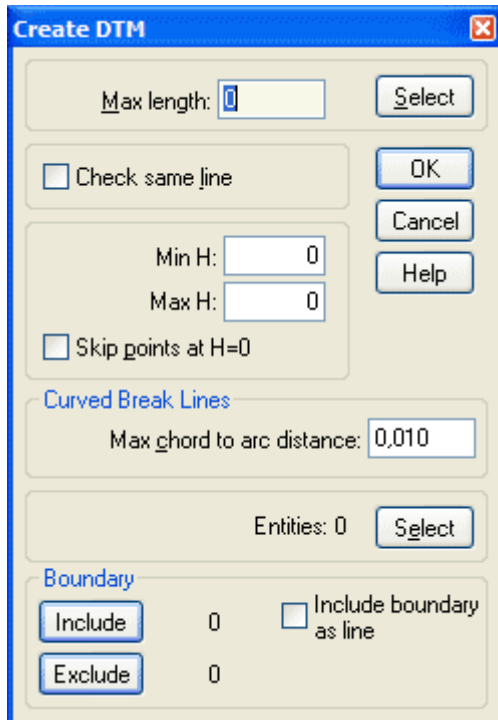 Create DTM
Max length: 0 Select
Check same line OK
Cancel
Min H: 0 Help
Max H: 0
Skip points at H=0
Curved Break Lines
Max chord to arc distance: 0,010
Entities: 0 Select
Boundary
Include 0 Include boundary
as line
Exclude 0